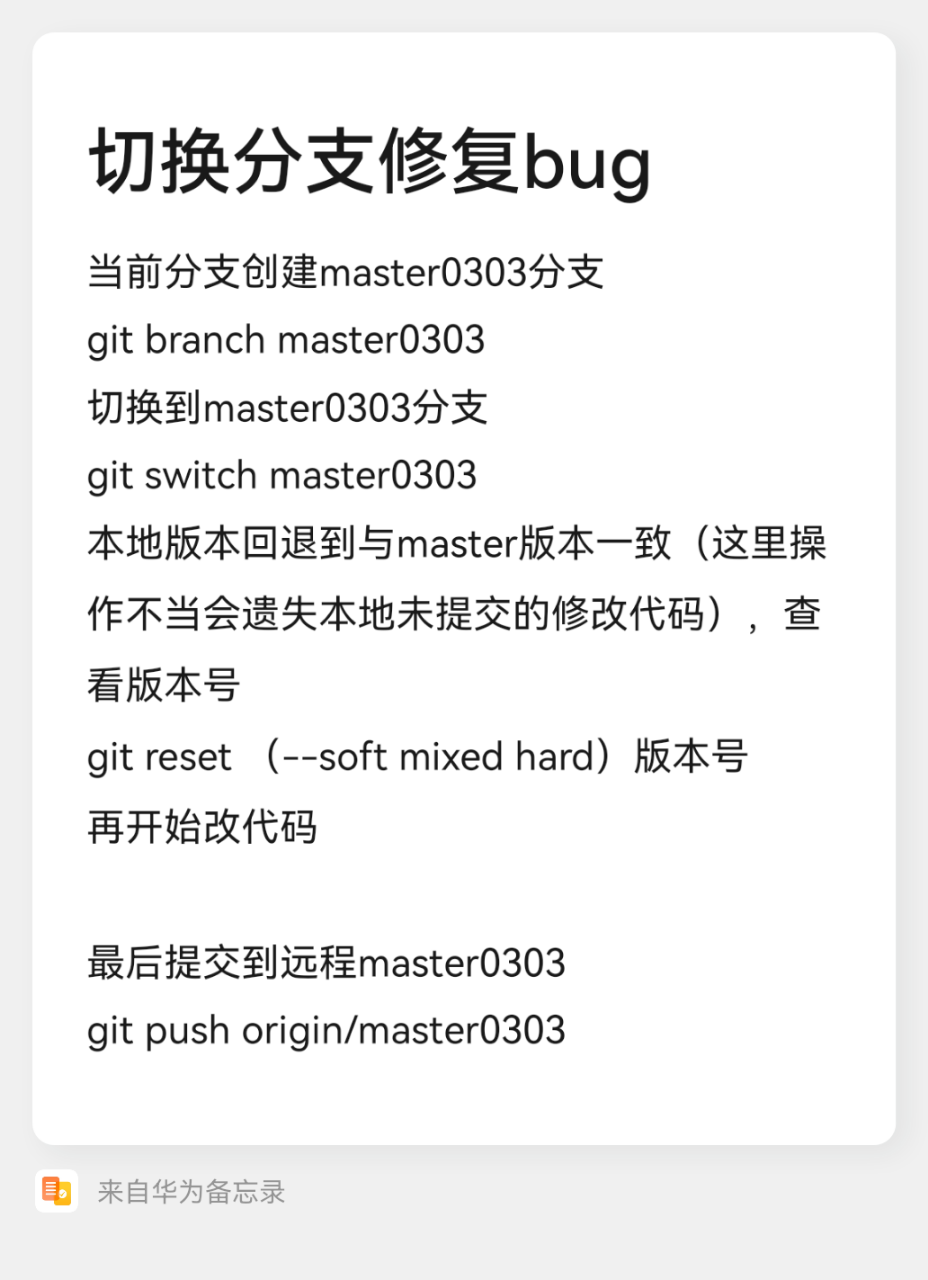 切换分支修复bug
当前分支创建master0303分支
git branch master0303
切换到master0303分支
git switch master0303
本地版本回退到与master版本一致（这里操
作不当会遗失本地未提交的修改代码），查
看版本号
git reset （--soft mixed hard）版本号
再开始改代码
最后提交到远程master0303
git push origin/master0303
来自华为备忘录